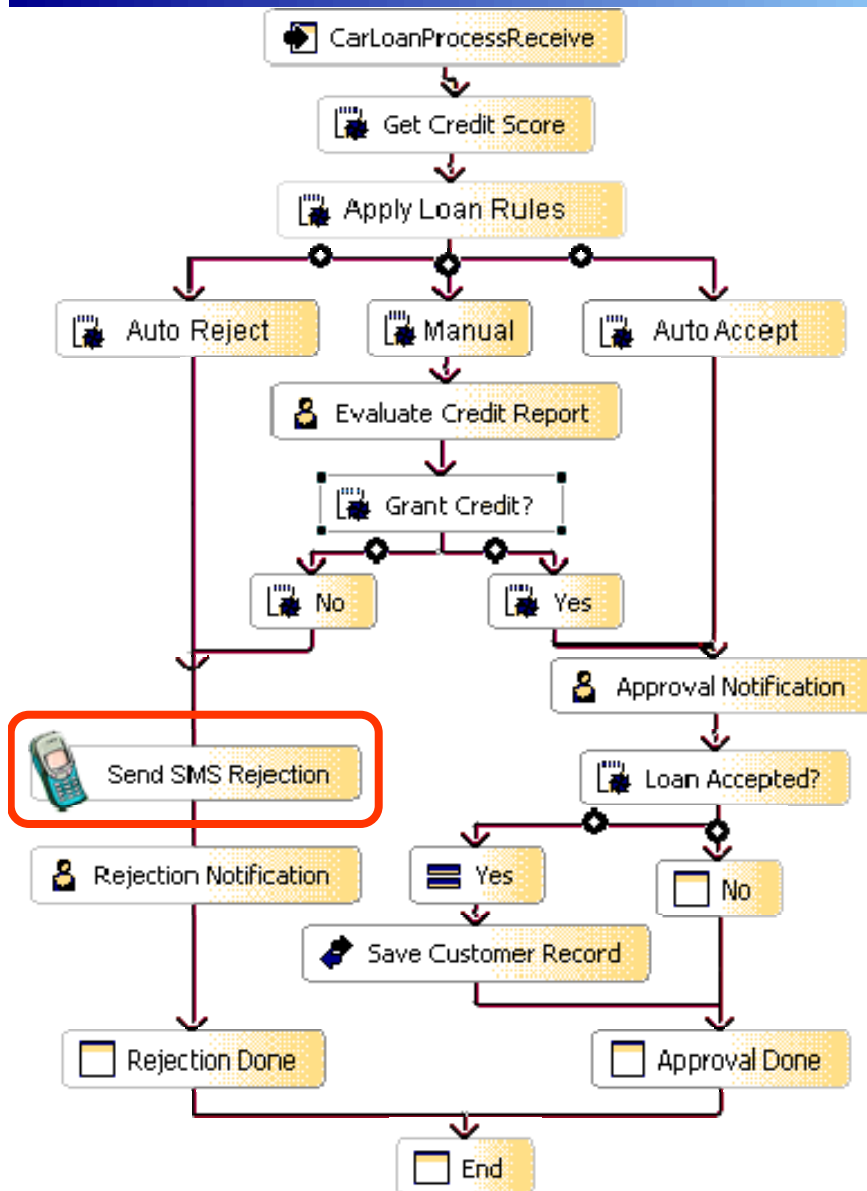 CarLoanProcessReceive
Get Credit Score
Apply Loan Rules
Auto Reject
Manual
Auto Accept
Evaluate Credit Report
Grant Credit?
No
Yes
Approval Notification
Send SMS Rejection
Loan Accepted?
Rejection Notification
Yes
No
Save Customer Record
Rejection Done
Approval Done
End